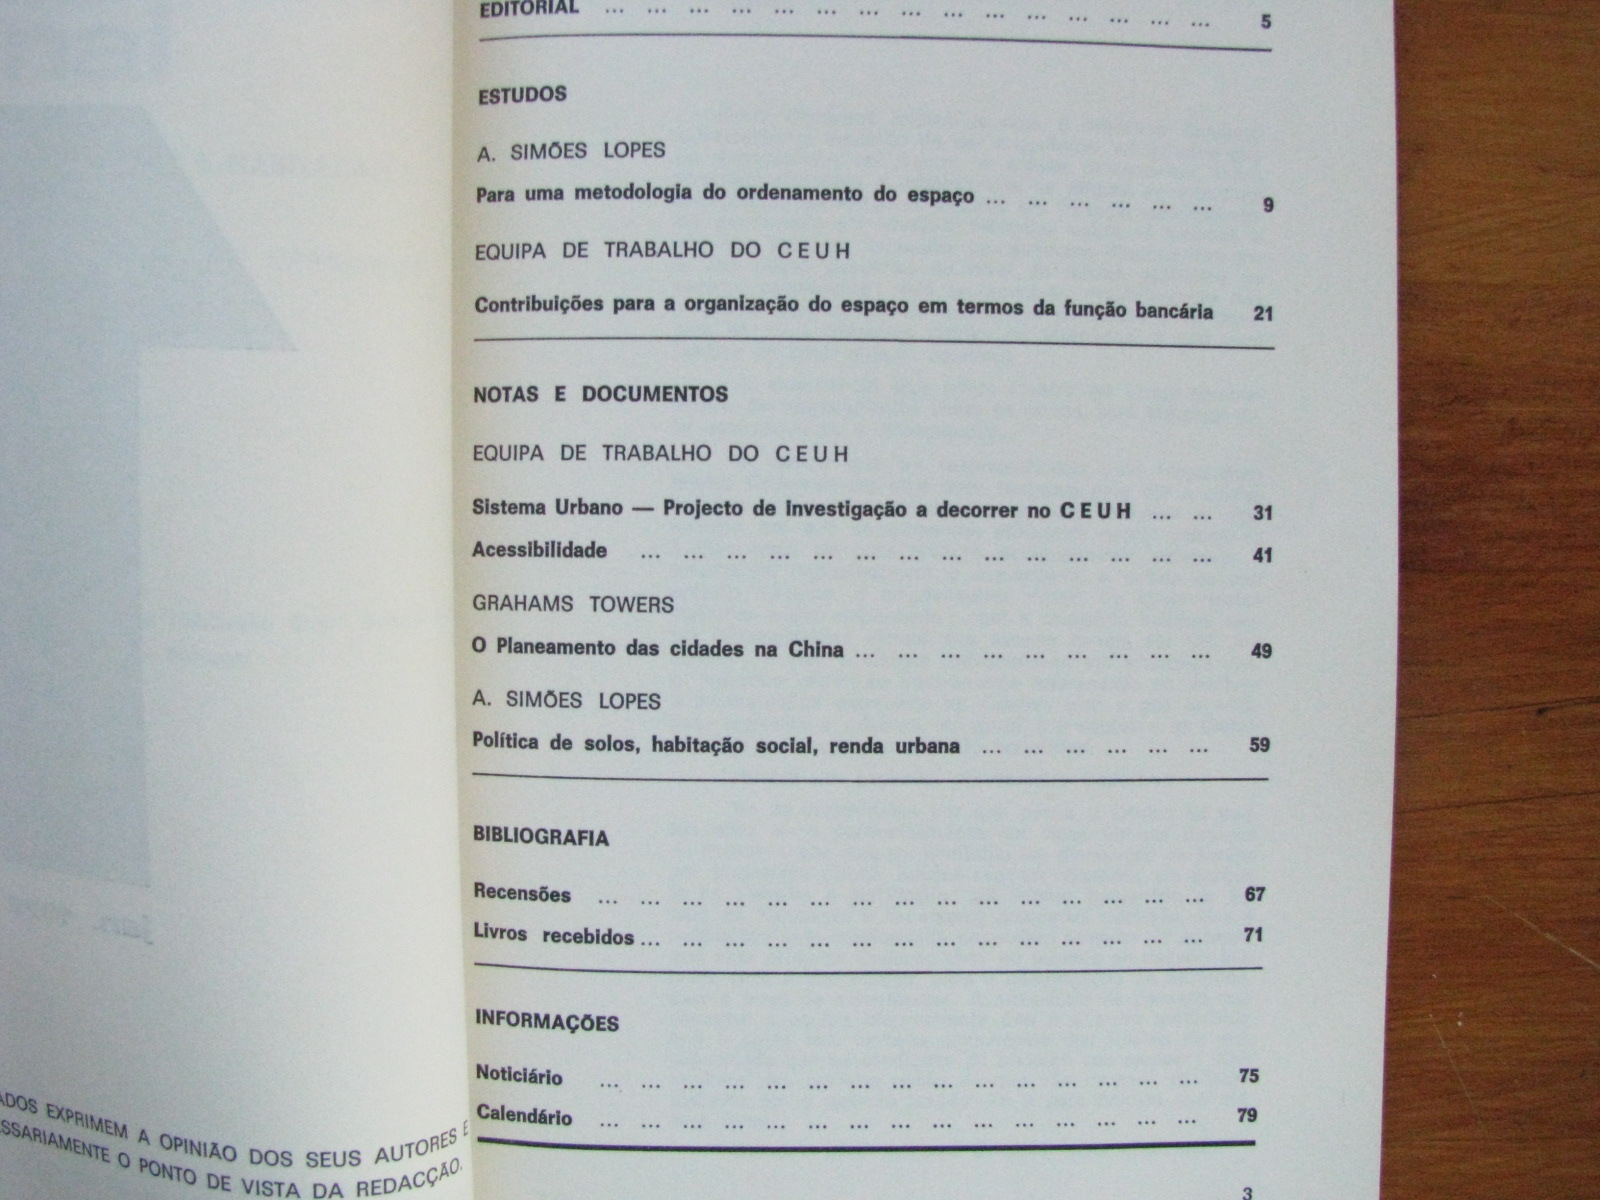 EDITORIAL ... ... ... ... ... ... ... ... ... ... ... ... ... ... ... 5
ESTUDOS
A. SIMÕES LOPES
Para uma metodologia do ordenamento do espaço ... ... ... ... ... ... 9
EQUIPA DE TRABALHO DO CEUH
Contribuições para a organização do espaço em termos da função bancária 21
NOTAS E DOCUMENTOS
EQUIPA DE TRABALHO DO CEUH
Sistema Urbano — Projecto de Investigação a decorrer no CEUH ... ... 31
Acessibilidade ... ... ... ... ... ... ... ... ... ... ... ... ... ... 41
GRAHAMS TOWERS
O Planeamento das cidades na China ... ... ... ... ... ... ... ... ... 49
A. SIMÕES LOPES
Política de solos, habitação social, renda urbana ... ... ... ... ... ... 59
BIBLIOGRAFIA
Recensões ... ... ... ... ... ... ... ... ... ... ... ... ... ... ... 67
Livros recebidos ... ... ... ... ... ... ... ... ... ... ... ... ... ... 71
INFORMAÇÕES
Noticiário ... ... ... ... ... ... ... ... ... ... ... ... ... ... ... 75
Calendário ... ... ... ... ... ... ... ... ... ... ... ... ... ... ... 79
3
EXPRIMEM A OPINIÃO DOS SEUS AUTORES E
O PONTO DE VISTA DA REDACÇÃO.